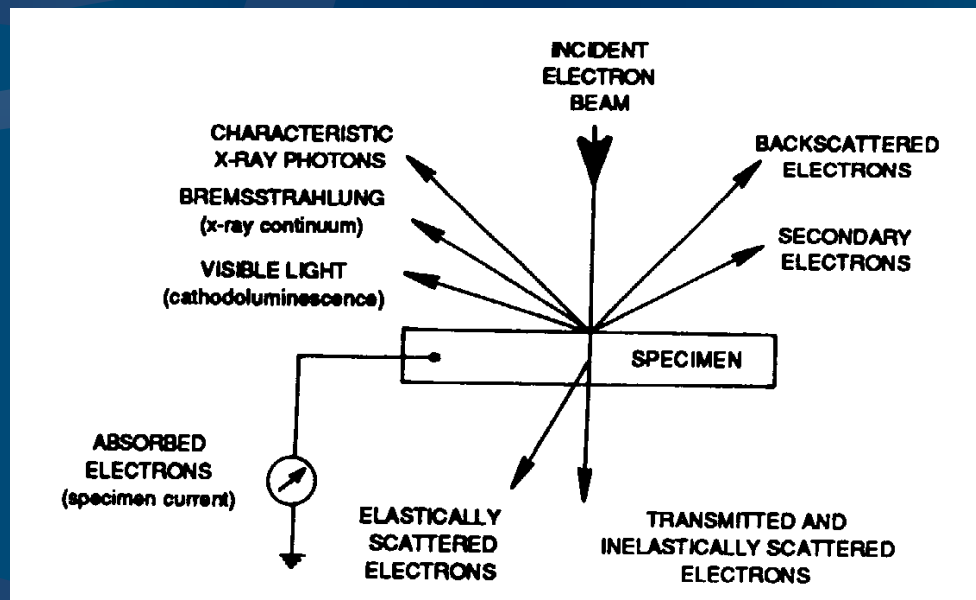 INCIDENT
ELECTRON
BEAM
CHARACTERISTIC
X-RAY PHOTONS
BREMSSTRAHLUNG
(x-ray continuum)
VISIBLE LIGHT
(cathodoluminescence)
BACKSCATTERED
ELECTRONS
SECONDARY
ELECTRONS
SPECIMEN
ABSORBED
ELECTRONS
(specimen current)
ELASTICALLY
SCATTERED
ELECTRONS
TRANSMITTED AND
INELASTICALLY SCATTERED
ELECTRONS